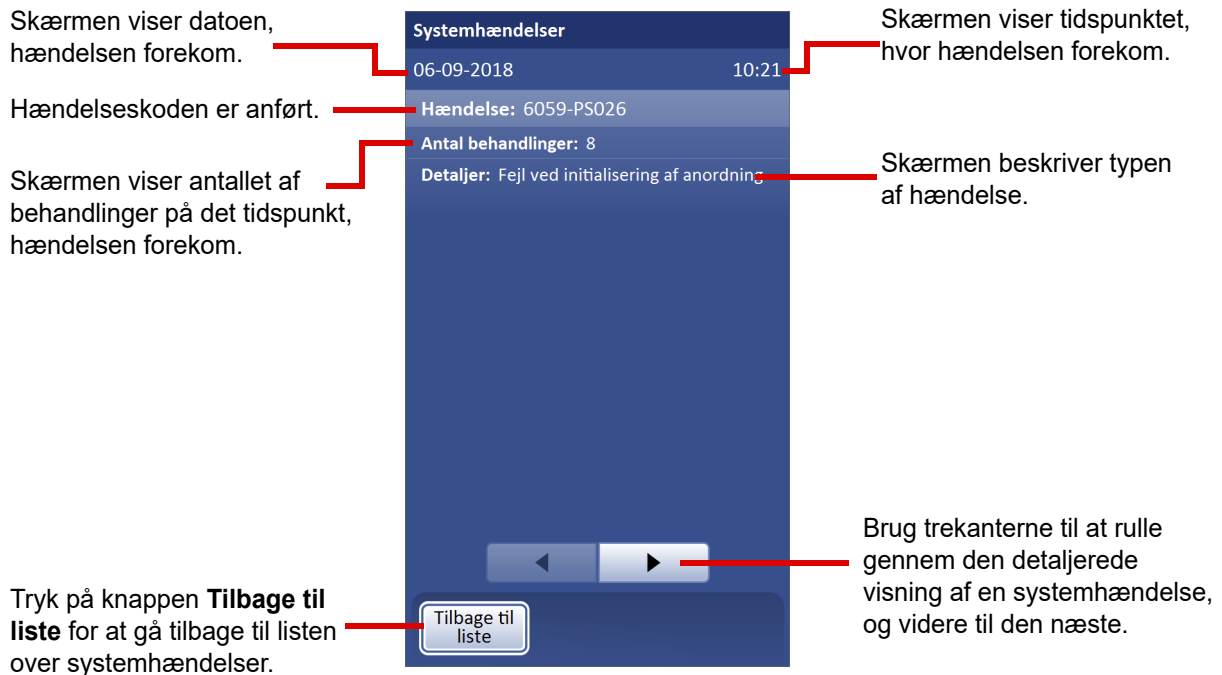 Skærmen viser datoen,
hændelsen forekom.
Hændelseskoden er anført.
Skærmen viser antallet af
behandlinger på det tidspunkt,
hændelsen forekom.
Tryk på knappen Tilbage til
liste for at gå tilbage til listen
over systemhændelser.
Systemhændelser
06-09-2018 10:21
Hændelse: 6059-PS026
Antal behandlinger: 8
Detaljer: Fejl ved initialisering af anordning
Tilbage til
liste
Skærmen viser tidspunktet,
hvor hændelsen forekom.
Skærmen beskriver typen
af hændelse.
Brug trekanterne til at rulle
gennem den detaljerede
visning af en systemhændelse,
og videre til den næste.